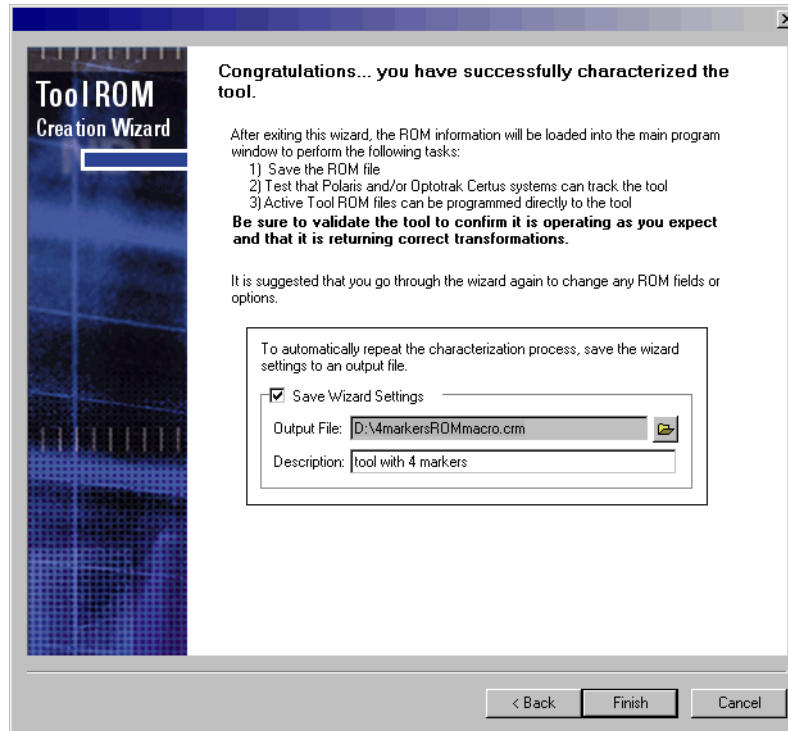 Tool ROM
Creation Wizard
Congratulations... you have successfully characterized the
tool.
After exiting this wizard, the ROM information will be loaded into the main program
window to perform the following tasks:
1) Save the ROM file
2) Test that Polaris and/or Optotrak Certus systems can track the tool
3) Active Tool ROM files can be programmed directly to the tool
Be sure to validate the tool to confirm it is operating as you expect
and that it is returning correct transformations.
It is suggested that you go through the wizard again to change any ROM fields or
options.
To automatically repeat the characterization process, save the wizard
settings to an output file.
Save Wizard Settings
Output File: D:\4markersROMmacro.crm
Description: tool with 4 markers
< Back Finish Cancel